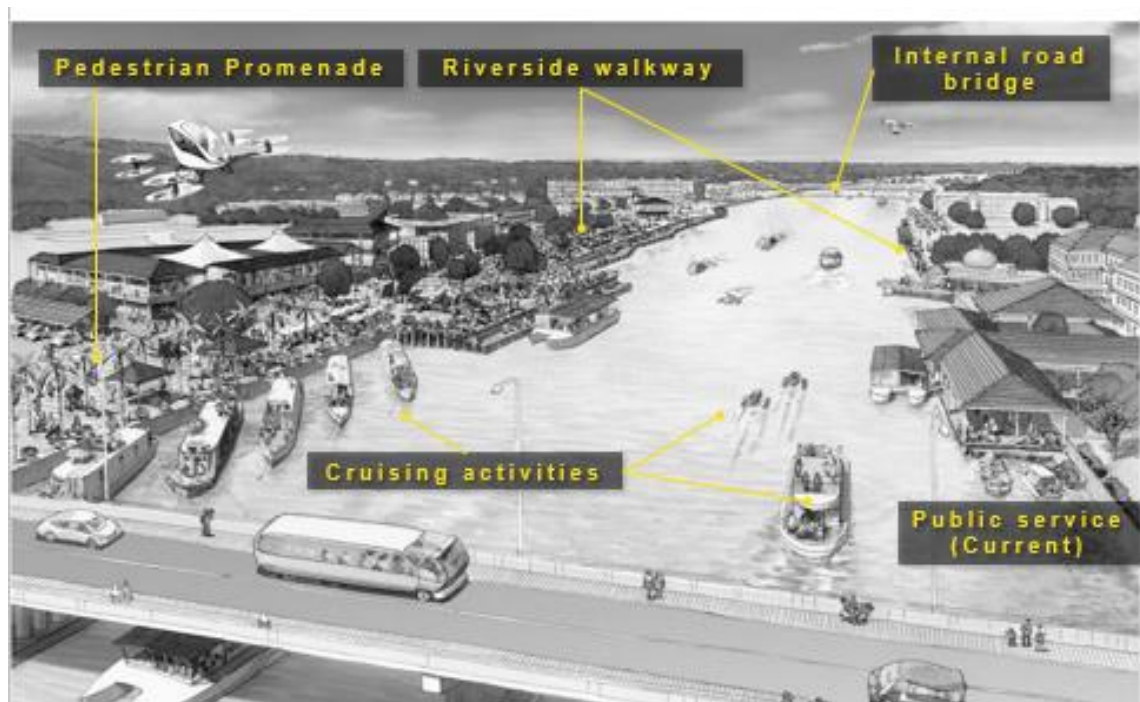 Pedestrian Promenade
Riverside walkway
Internal road
bridge
Cruising activities
Public service
(Current)